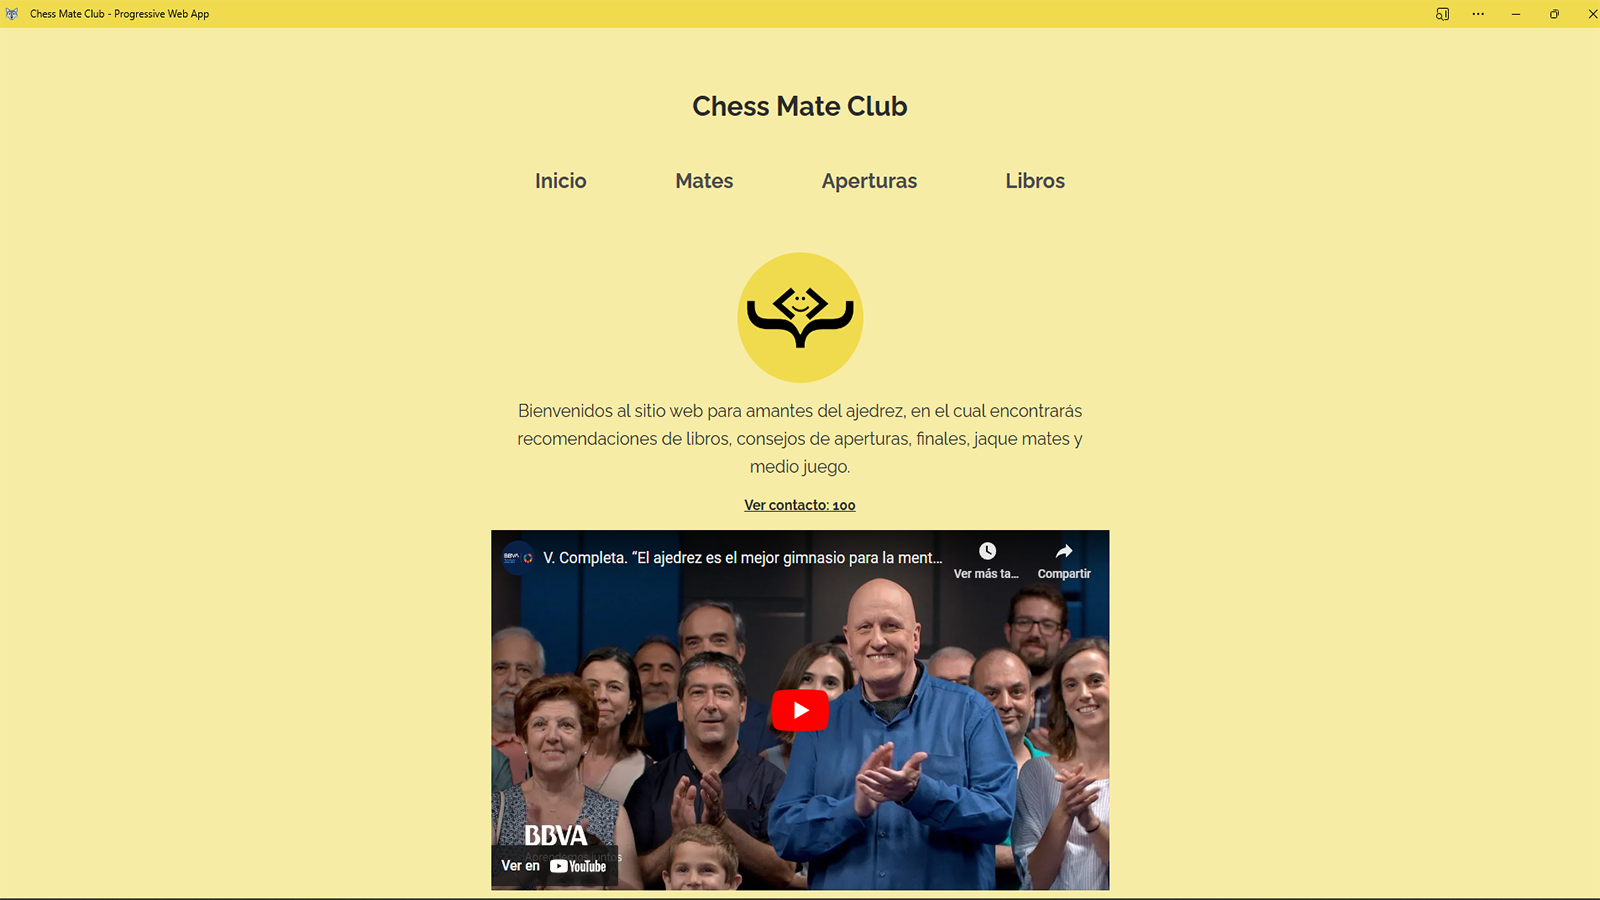 Chess Mate Club - Progressive Web App
Chess Mate Club
Inicio Mates Aperturas Libros
Bienvenidos al sitio web para amantes del ajedrez, en el cual encontrarás
recomendaciones de libros, consejos de aperturas, finales, jaque mates y
medio juego.
Ver contacto: 100
BBVA
V. Completa. “El ajedrez es el mejor gimnasio para la ment...
Ver más ta...
Compartir
BBVA
Aprendemos juntos
Ver en YouTube